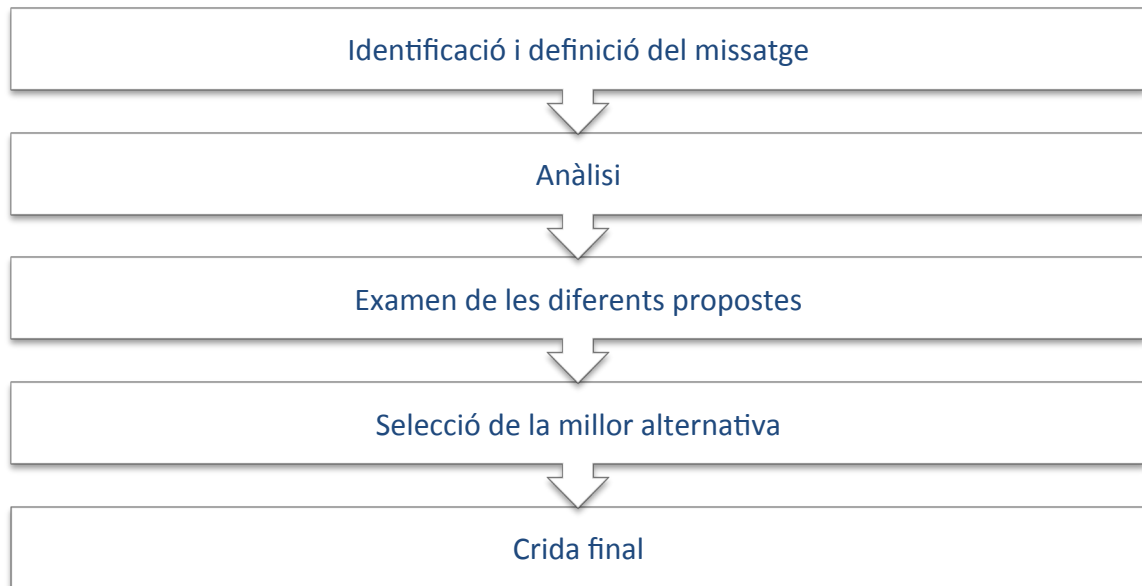 Identificació i definició del missatge
Anàlisi
Examen de les diferents propostes
Selecció de la millor alternativa
Crida final